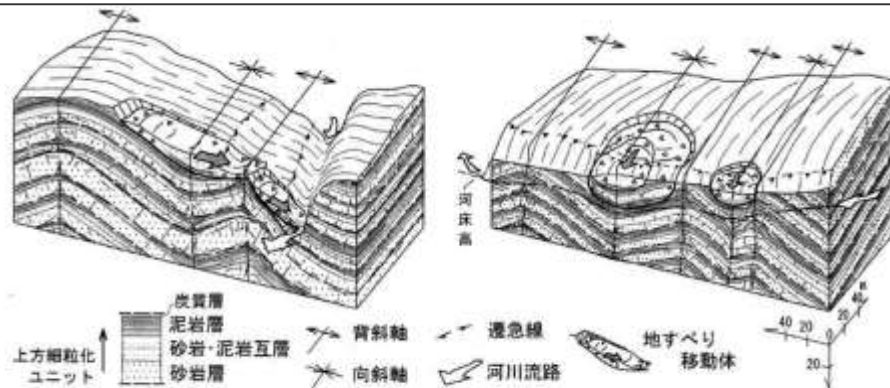 河床高
炭質層
泥岩層
砂岩・泥岩互層
砂岩層
上方細粒化
ユニット
背斜軸
向斜軸
遷急線
河川流路
地すべり
移動体
m
40
20
0
20
40
20